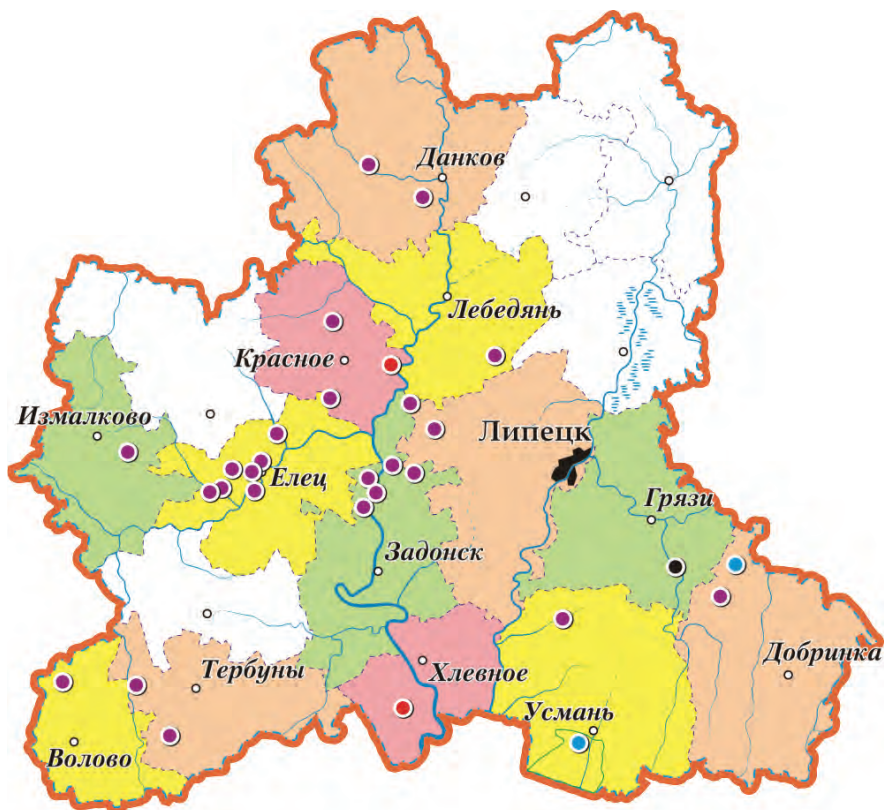 Данков
Лебедянь
Красное
Измалково
Липецк
Елец
Грязи
Задонск
Хлевное
Добринка
Тербуны
Усмань
Волово